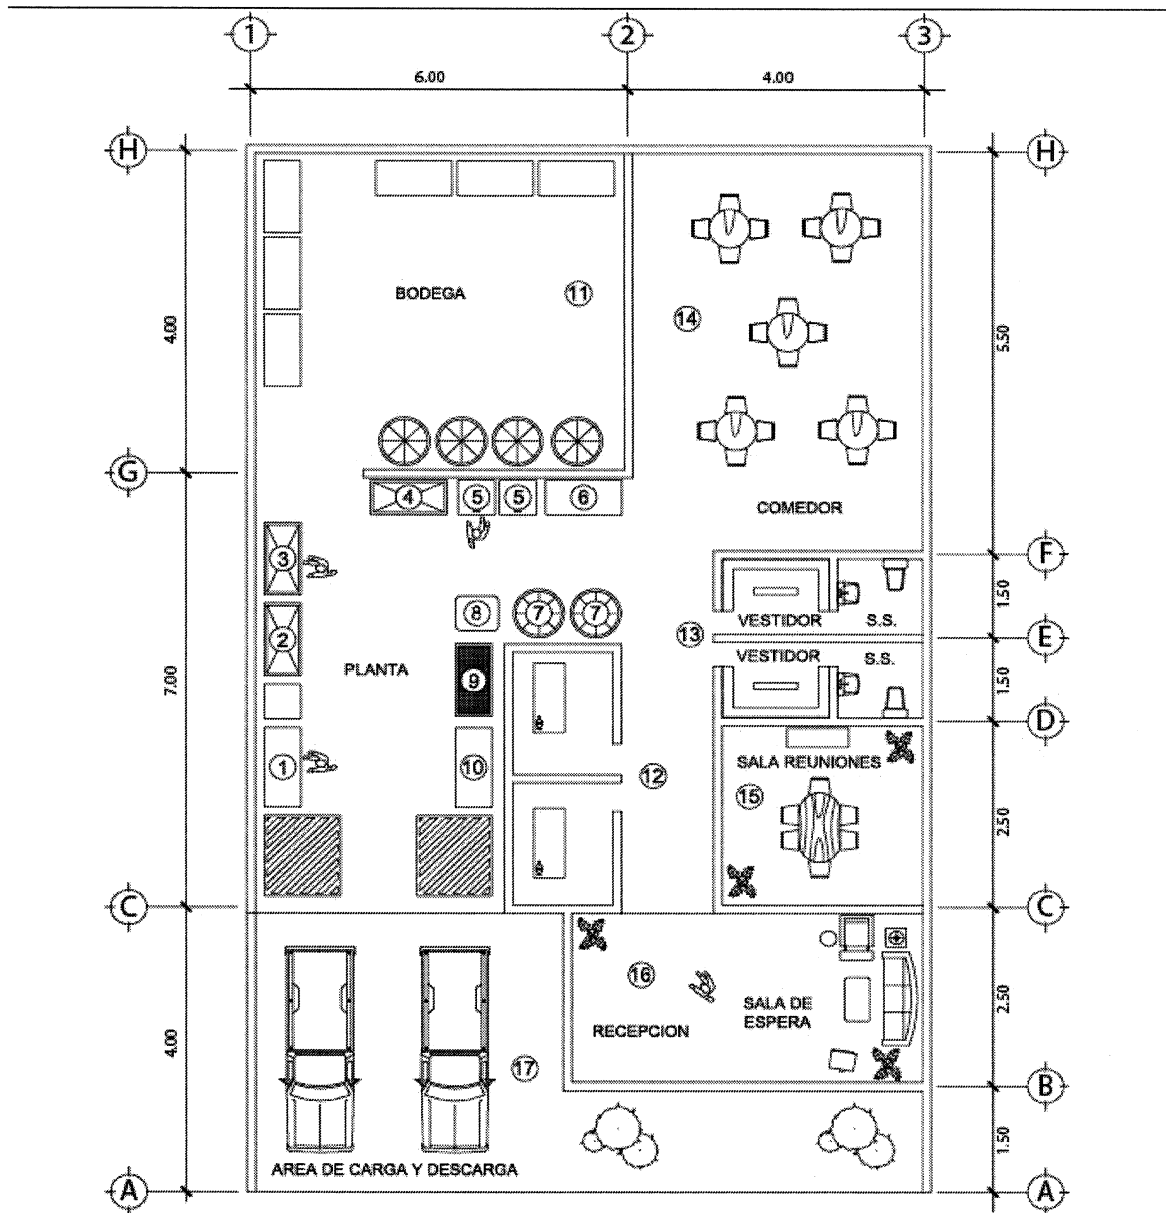 1
2
3
6.00
4.00
H
H
BODEGA
11
14
4.00
5.50
G
4
5
5
6
COMEDOR
3
F
8
7
7
1.50
VESTIDOR
S.S.
2
13
E
PLANTA
VESTIDOR
S.S.
7.00
9
1.50
D
SALA REUNIONES
1
10
12
15
2.50
C
C
16
SALA DE
ESPERA
RECEPCION
2.50
4.00
17
B
1.50
AREA DE CARGA Y DESCARGA
A
A